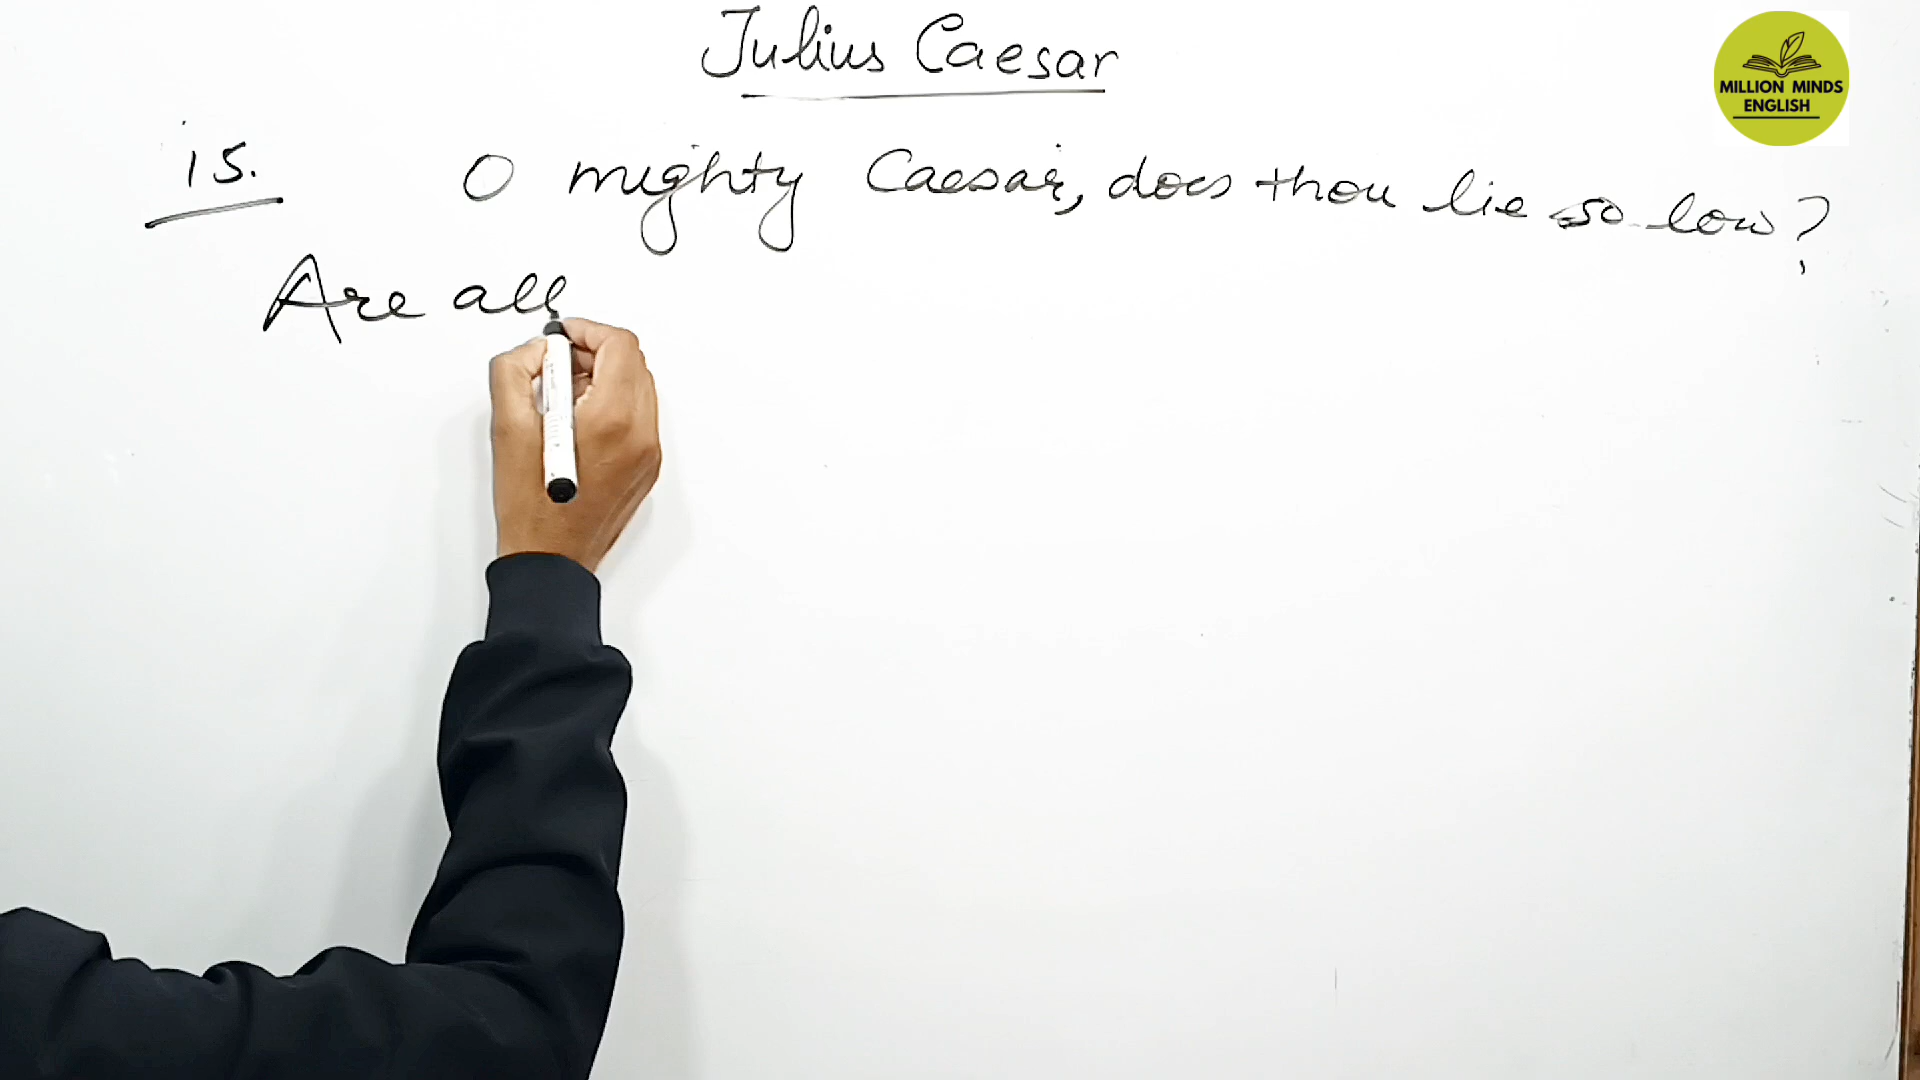 Julius Caesar
MILLION MINDS
ENGLISH
15. O mighty Caesar, does thou lie so low?
Are all